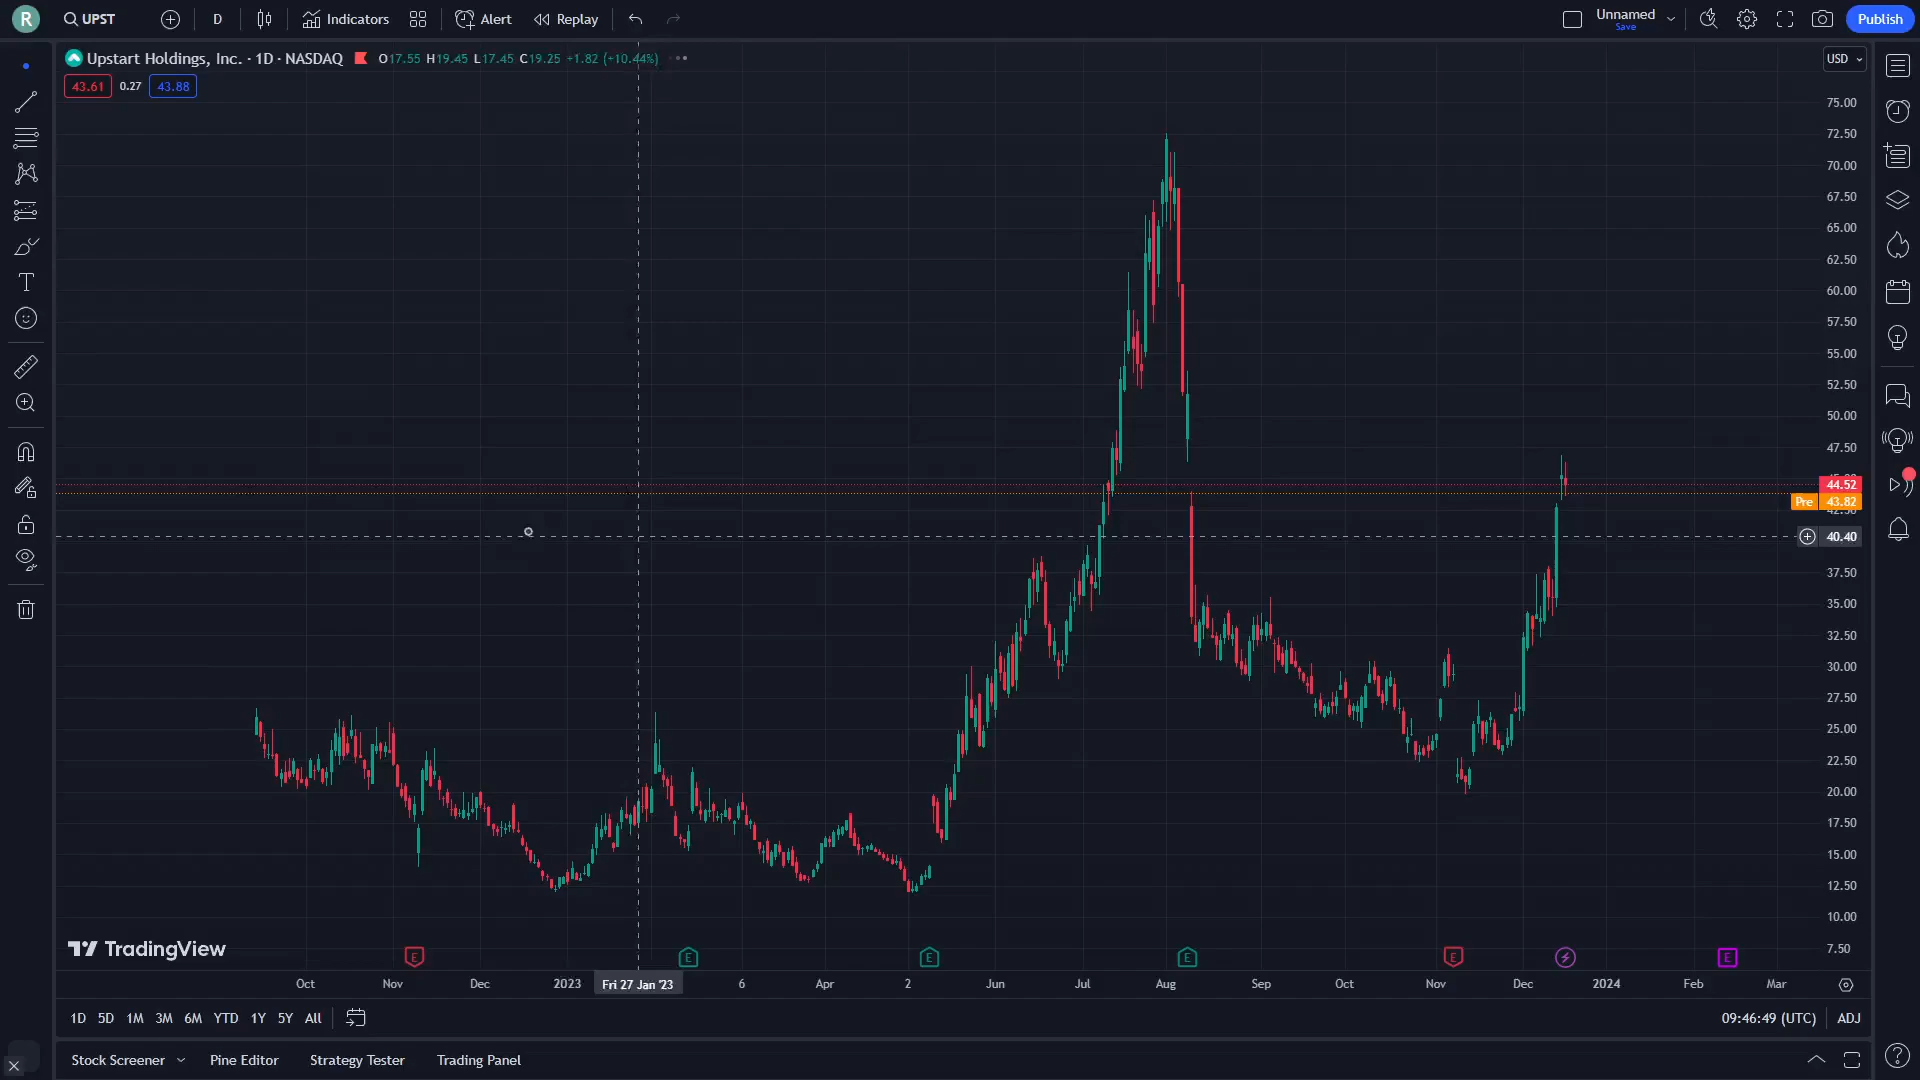 R UPST D Indicators Alert Replay Unnamed Save Publish
Upstart Holdings, Inc. · 1D · NASDAQ O17.55 H19.45 L17.45 C19.25 +1.82 (+10.44%)
USD
43.61 0.27 43.88
75.00
72.50
70.00
67.50
65.00
62.50
60.00
57.50
55.00
52.50
50.00
47.50
44.52
Pre 43.82
40.40
37.50
35.00
32.50
30.00
27.50
25.00
22.50
20.00
17.50
15.00
12.50
10.00
7.50
TradingView
E E E E E E
Oct Nov Dec 2023 Fri 27 Jan '23 6 Apr 2 Jun Jul Aug Sep Oct Nov Dec 2024 Feb Mar
1D 5D 1M 3M 6M YTD 1Y 5Y All 09:46:49 (UTC) ADJ
Stock Screener Pine Editor Strategy Tester Trading Panel